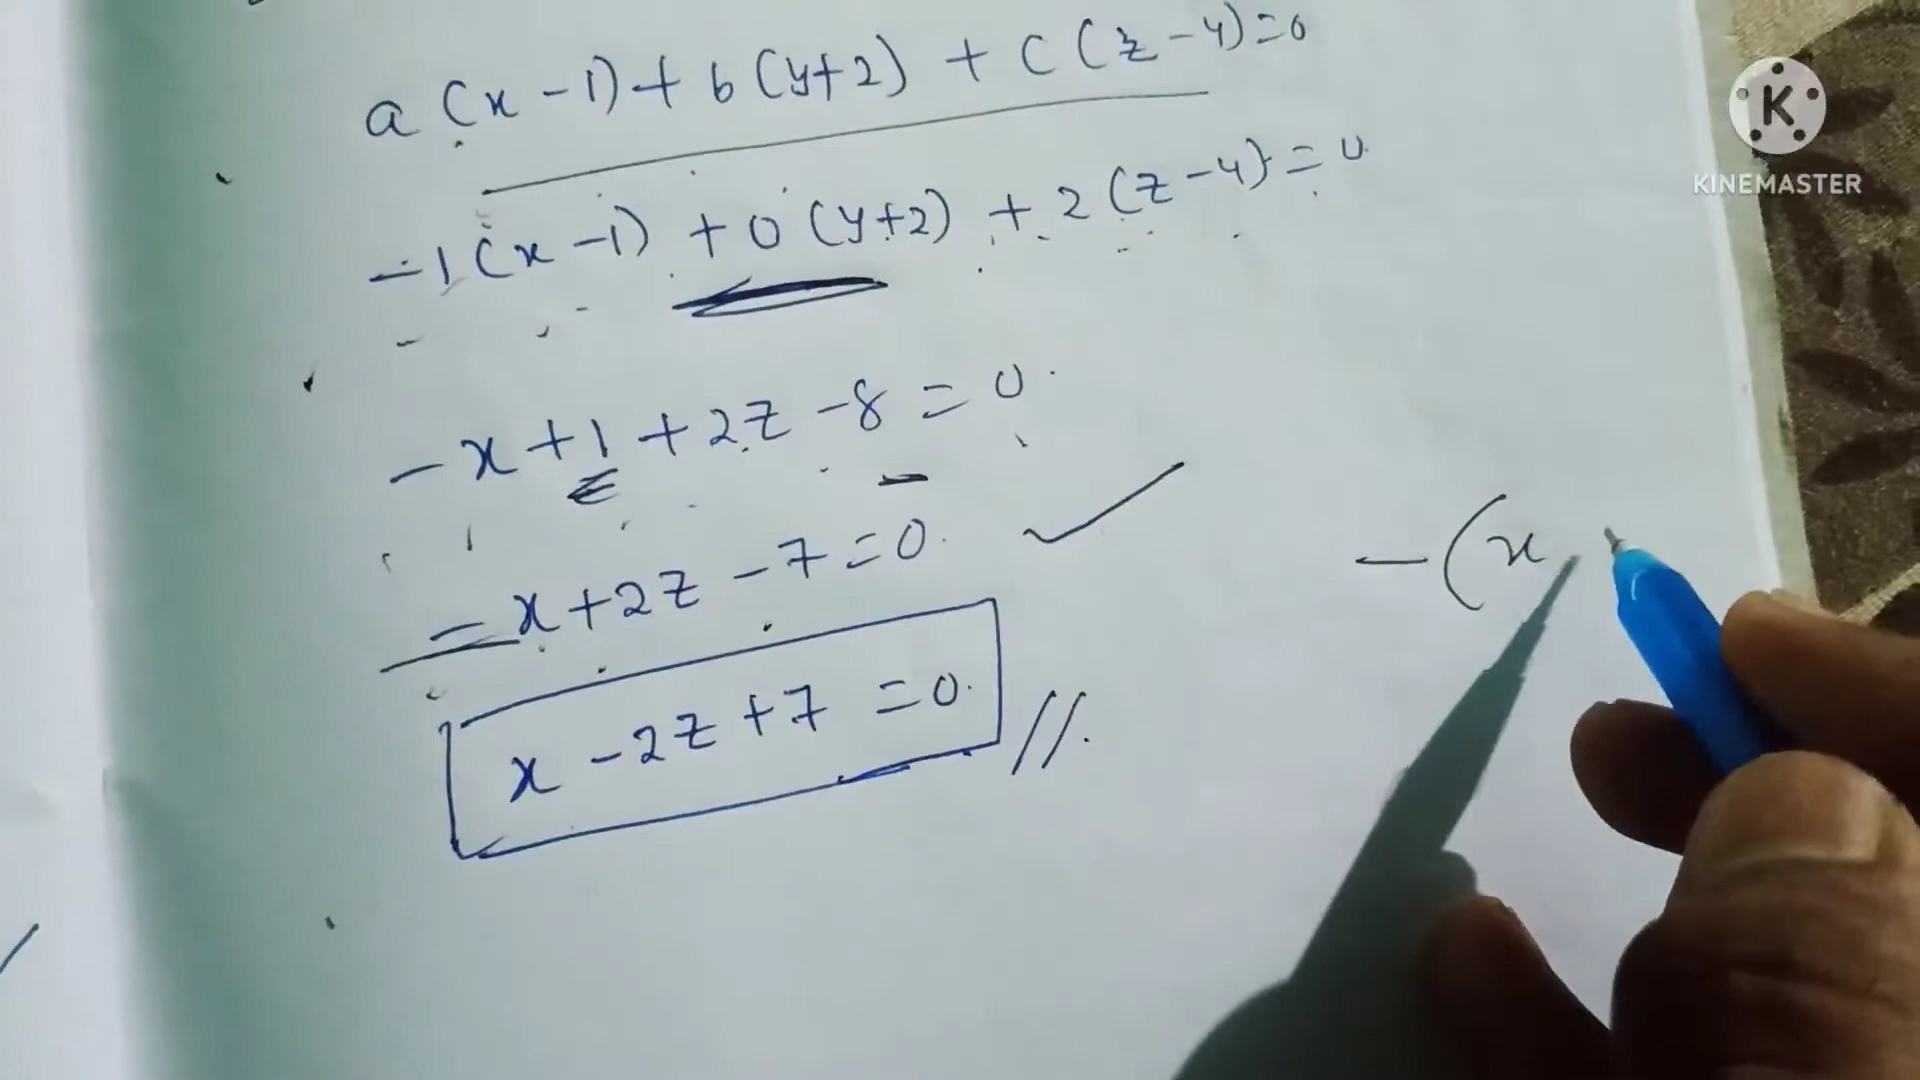 a (x - 1) + b (y+2) + c (z - 4) = 0
-1 (x - 1) + 0 (y+2) + 2 (z - 4) = 0
- x + 1 + 2z - 8 = 0
- x + 2z - 7 = 0
- (x
x - 2z + 7 = 0 //
K
KINEMASTER